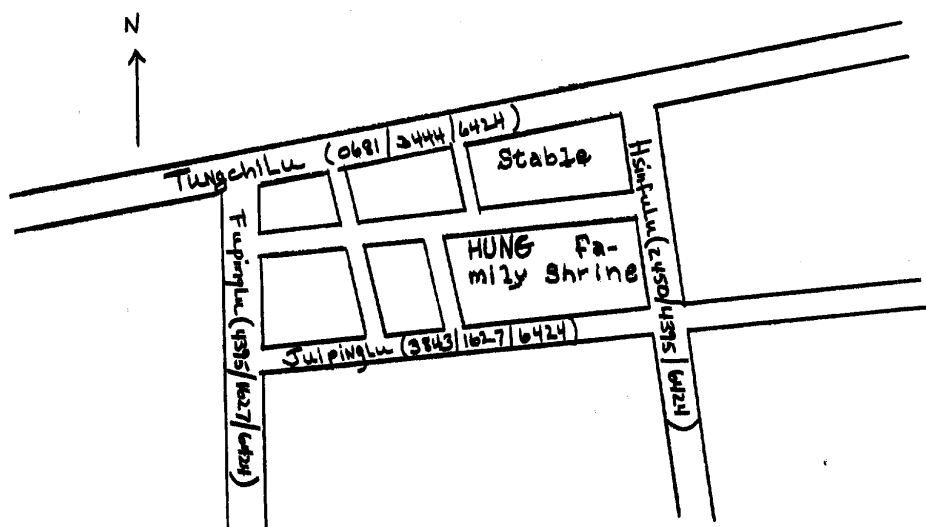 N
TungchiLu (0681/2444/6424)
Stable
HsinfuLu (2450/4395/6424)
FupingLu (4395/1627/6424)
HUNG Fa-
mily Shrine
JuipingLu (3843/1627/6424)